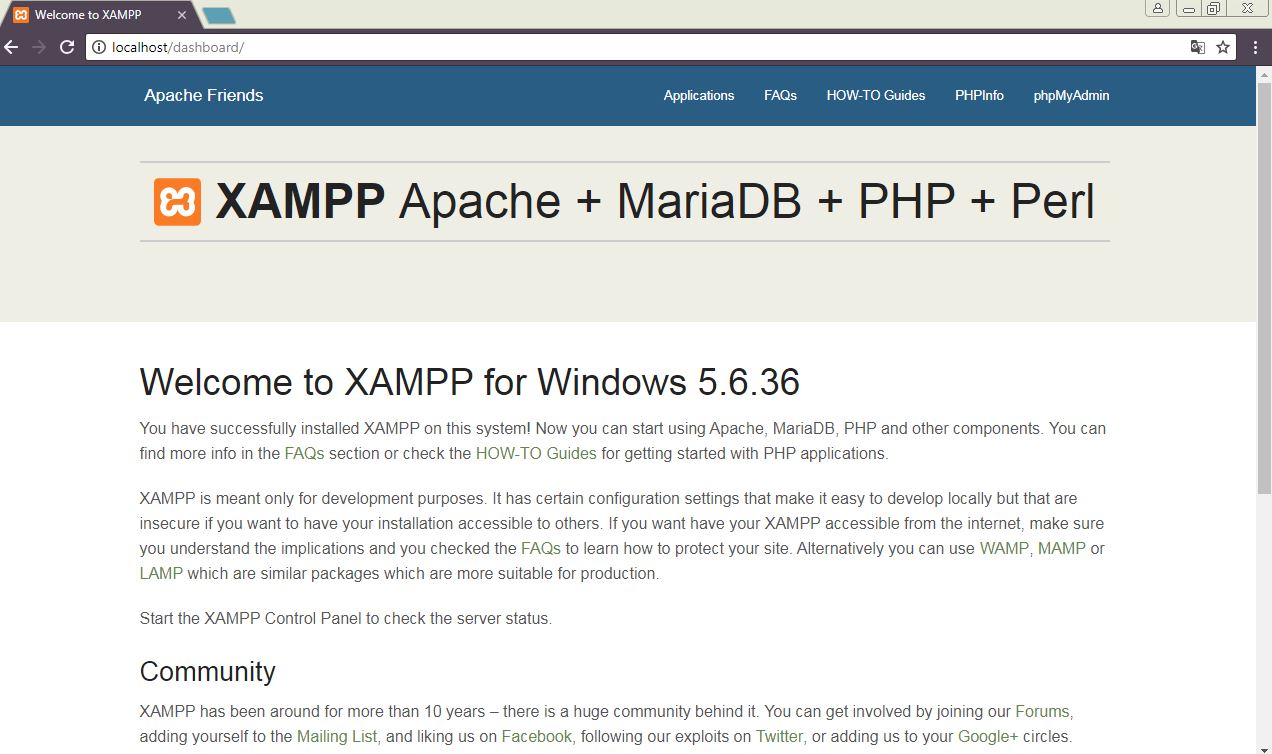 Welcome to XAMPP
localhost/dashboard/
Apache Friends
Applications
FAQs
HOW-TO Guides
PHPInfo
phpMyAdmin
XAMPP Apache + MariaDB + PHP + Perl
Welcome to XAMPP for Windows 5.6.36
You have successfully installed XAMPP on this system! Now you can start using Apache, MariaDB, PHP and other components. You can
find more info in the FAQs section or check the HOW-TO Guides for getting started with PHP applications.
XAMPP is meant only for development purposes. It has certain configuration settings that make it easy to develop locally but that are
insecure if you want to have your installation accessible to others. If you want have your XAMPP accessible from the internet, make sure
you understand the implications and you checked the FAQs to learn how to protect your site. Alternatively you can use WAMP, MAMP or
LAMP which are similar packages which are more suitable for production.
Start the XAMPP Control Panel to check the server status.
Community
XAMPP has been around for more than 10 years – there is a huge community behind it. You can get involved by joining our Forums,
adding yourself to the Mailing List, and liking us on Facebook, following our exploits on Twitter, or adding us to your Google+ circles.